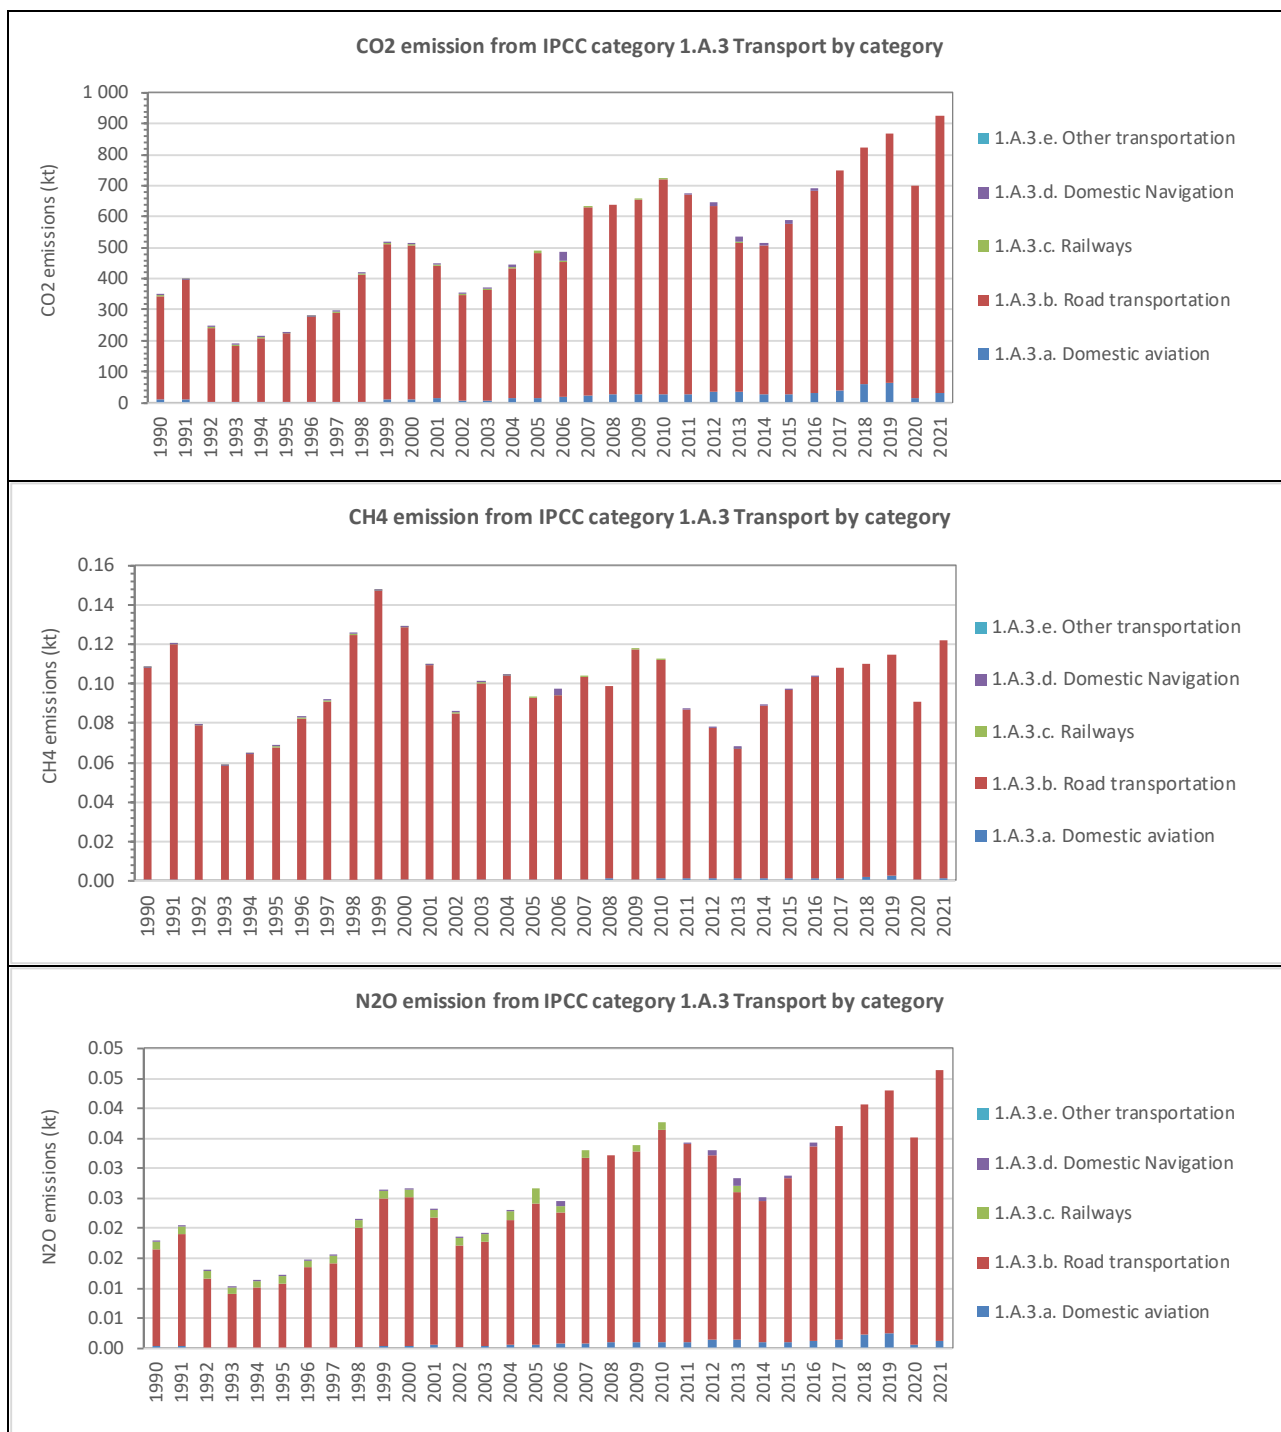 CO2 emission from IPCC category 1.A.3 Transport by category
CO2 emissions (kt)
1 000
900
800
700
600
500
400
300
200
100
0
1990 1991 1992 1993 1994 1995 1996 1997 1998 1999 2000 2001 2002 2003 2004 2005 2006 2007 2008 2009 2010 2011 2012 2013 2014 2015 2016 2017 2018 2019 2020 2021
1.A.3.e. Other transportation
1.A.3.d. Domestic Navigation
1.A.3.c. Railways
1.A.3.b. Road transportation
1.A.3.a. Domestic aviation
CH4 emission from IPCC category 1.A.3 Transport by category
CH4 emissions (kt)
0.16
0.14
0.12
0.10
0.08
0.06
0.04
0.02
0.00
1990 1991 1992 1993 1994 1995 1996 1997 1998 1999 2000 2001 2002 2003 2004 2005 2006 2007 2008 2009 2010 2011 2012 2013 2014 2015 2016 2017 2018 2019 2020 2021
1.A.3.e. Other transportation
1.A.3.d. Domestic Navigation
1.A.3.c. Railways
1.A.3.b. Road transportation
1.A.3.a. Domestic aviation
N2O emission from IPCC category 1.A.3 Transport by category
N2O emissions (kt)
0.05
0.05
0.04
0.04
0.03
0.03
0.02
0.02
0.01
0.01
0.00
1990 1991 1992 1993 1994 1995 1996 1997 1998 1999 2000 2001 2002 2003 2004 2005 2006 2007 2008 2009 2010 2011 2012 2013 2014 2015 2016 2017 2018 2019 2020 2021
1.A.3.e. Other transportation
1.A.3.d. Domestic Navigation
1.A.3.c. Railways
1.A.3.b. Road transportation
1.A.3.a. Domestic aviation